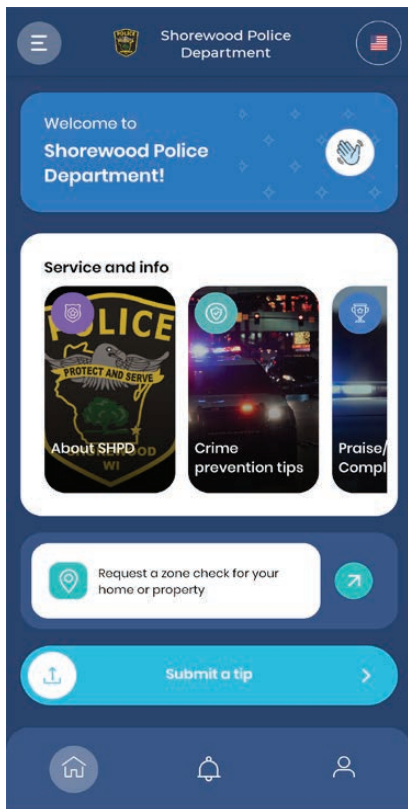 Shorewood Police
Department
Welcome to
Shorewood Police
Department!
Service and info
POLICE
PROTECT AND SERVE
WI
About SHPD
Crime
prevention tips
Praise/
Compl
Request a zone check for your
home or property
Submit a tip